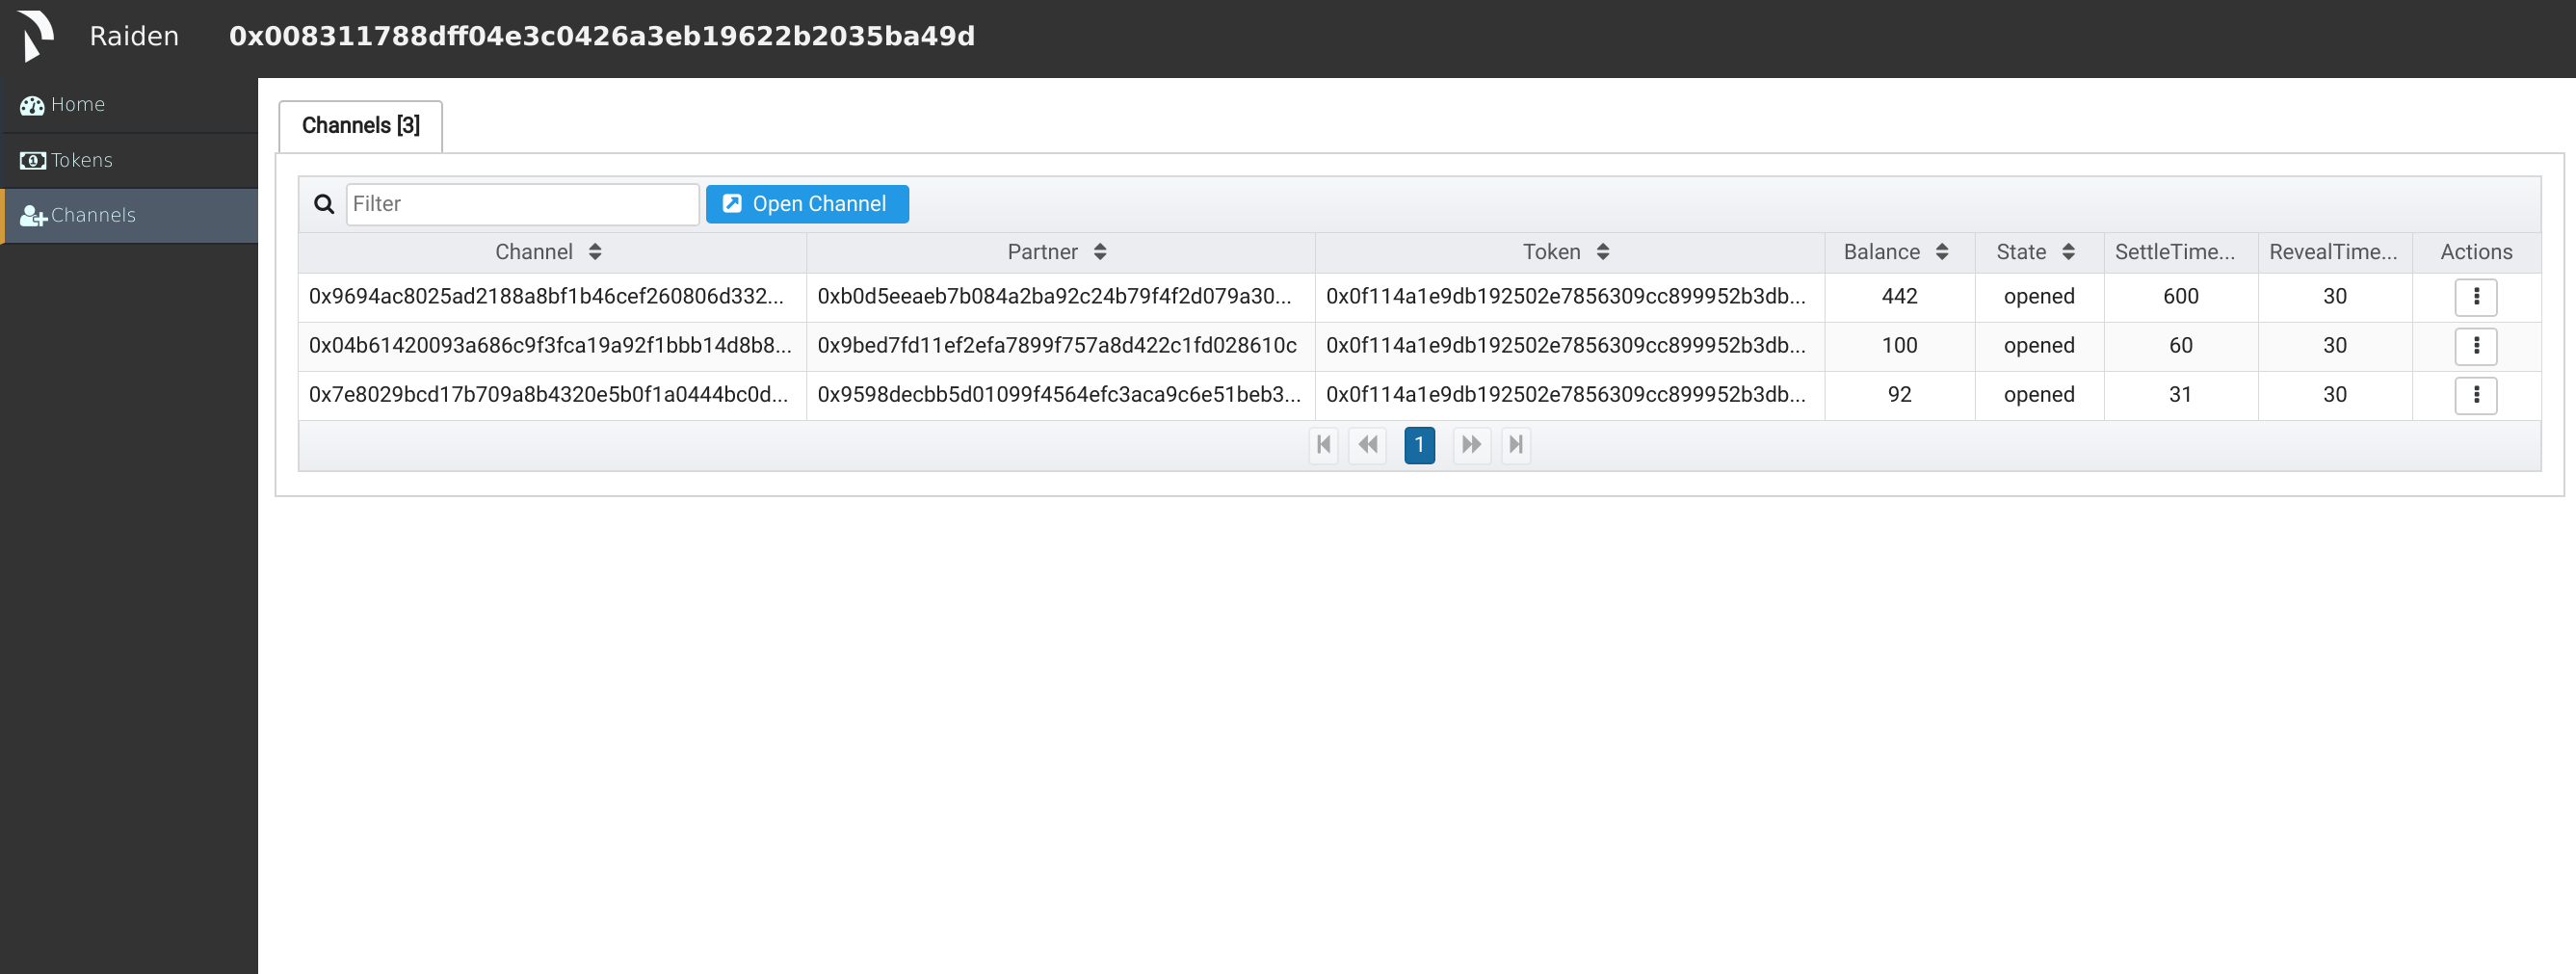 Raiden 0x008311788dff04e3c0426a3eb19622b2035ba49d
Home
Tokens
Channels
Channels [3]
Filter Open Channel
Channel Partner Token Balance State SettleTime... RevealTime... Actions
0x9694ac8025ad2188a8bf1b46cef260806d332... 0xb0d5eeaeb7b084a2ba92c24b79f4f2d079a30... 0x0f114a1e9db192502e7856309cc899952b3db... 442 opened 600 30
0x04b61420093a686c9f3fca19a92f1bbb14d8b8... 0x9bed7fd11ef2efa7899f757a8d422c1fd028610c 0x0f114a1e9db192502e7856309cc899952b3db... 100 opened 60 30
0x7e8029bcd17b709a8b4320e5b0f1a0444bc0d... 0x9598decbb5d01099f4564efc3aca9c6e51beb3... 0x0f114a1e9db192502e7856309cc899952b3db... 92 opened 31 30
1